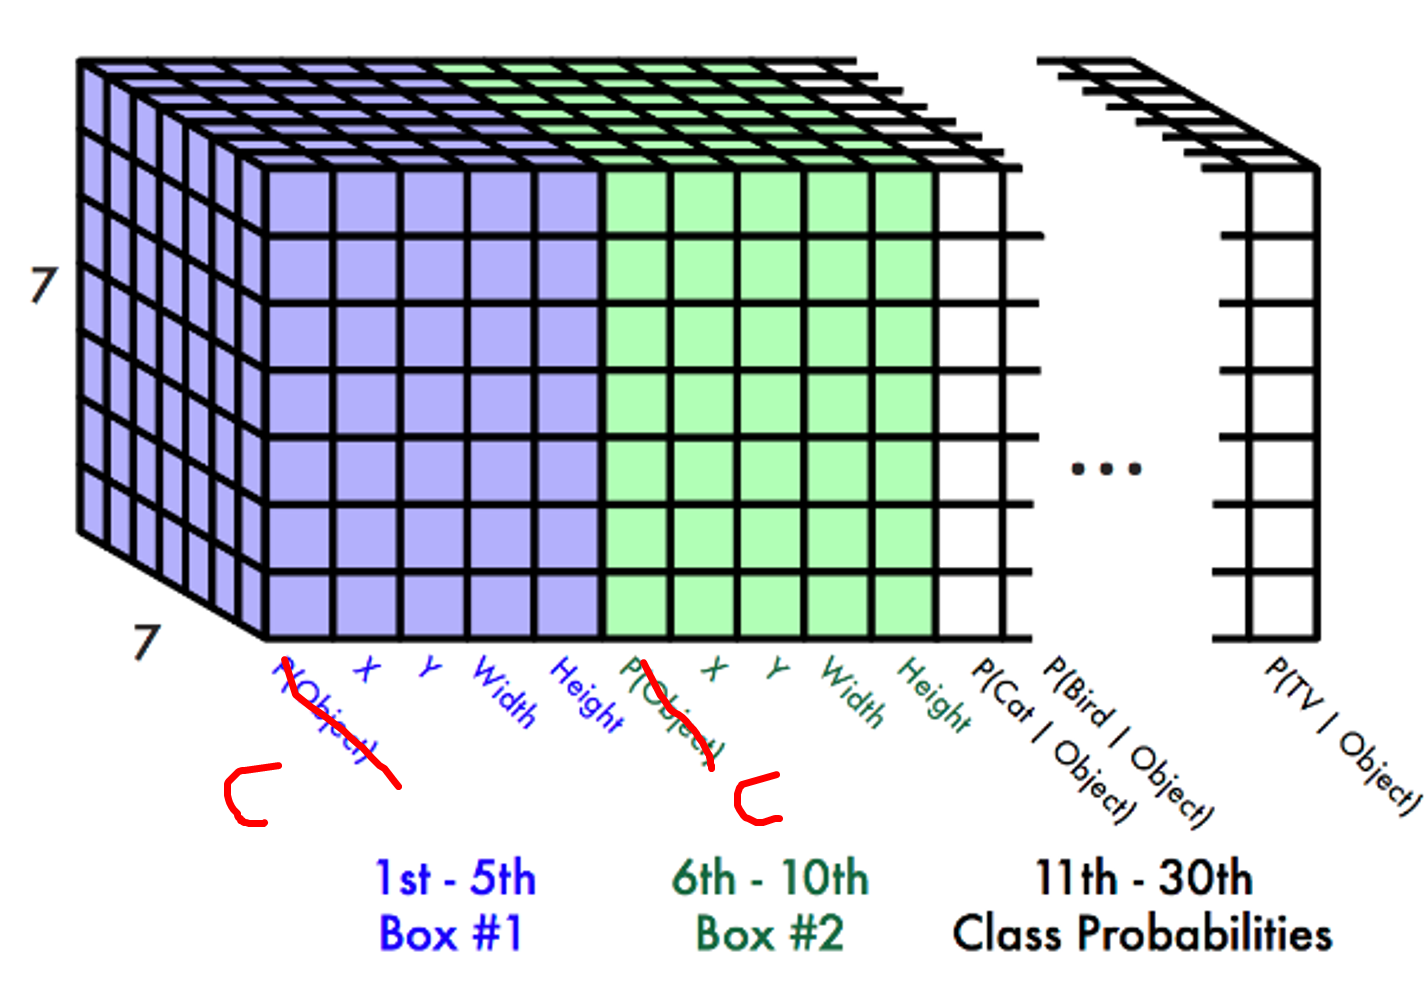 7
7
P(Object)
X
Y
Width
Height
P(Object)
X
Y
Width
Height
P(Cat | Object)
P(Bird | Object)
...
P(TV | Object)
C
C
1st - 5th
Box #1
6th - 10th
Box #2
11th - 30th
Class Probabilities